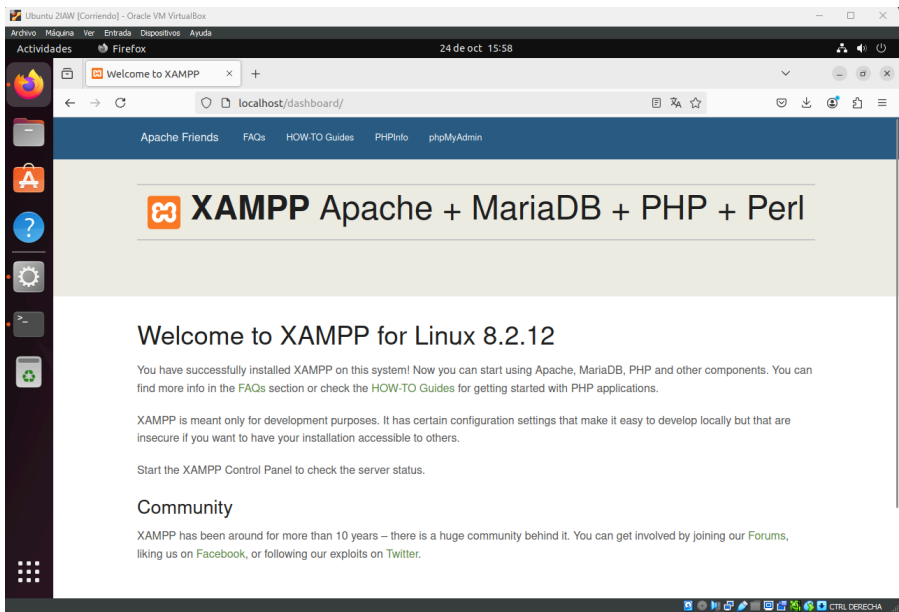 Ubuntu 2IAW [Corriendo] - Oracle VM VirtualBox
Archivo Máquina Ver Entrada Dispositivos Ayuda
Actividades Firefox 24 de oct 15:58
Welcome to XAMPP
localhost/dashboard/
Apache Friends FAQs HOW-TO Guides PHPInfo phpMyAdmin
XAMPP Apache + MariaDB + PHP + Perl
Welcome to XAMPP for Linux 8.2.12
You have successfully installed XAMPP on this system! Now you can start using Apache, MariaDB, PHP and other components. You can
find more info in the FAQs section or check the HOW-TO Guides for getting started with PHP applications.
XAMPP is meant only for development purposes. It has certain configuration settings that make it easy to develop locally but that are
insecure if you want to have your installation accessible to others.
Start the XAMPP Control Panel to check the server status.
Community
XAMPP has been around for more than 10 years – there is a huge community behind it. You can get involved by joining our Forums,
liking us on Facebook, or following our exploits on Twitter.
CTRL DERECHA